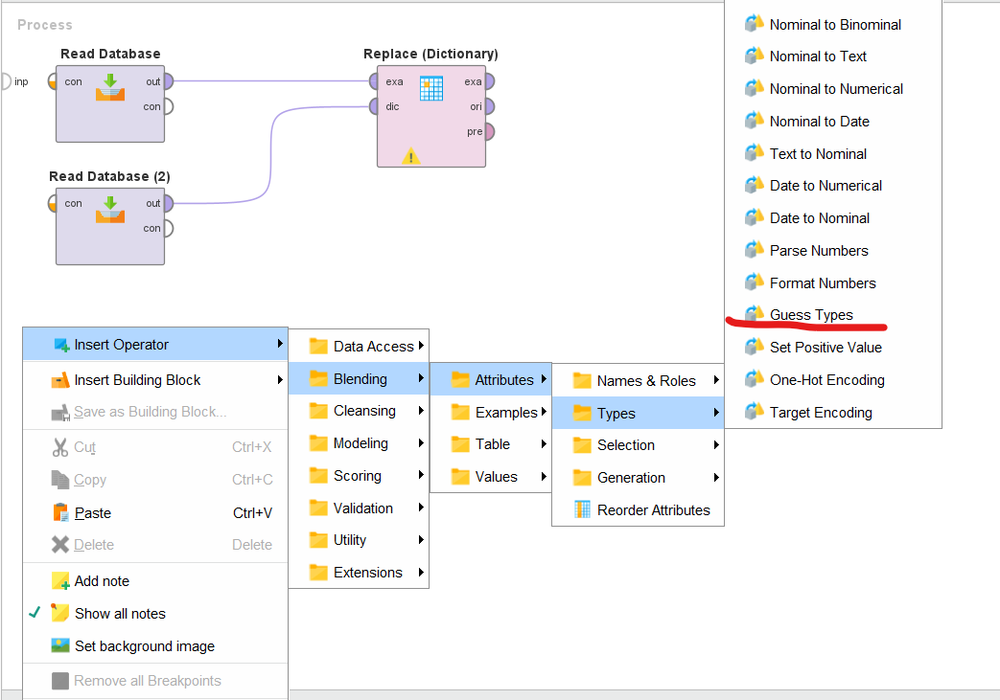 Process
Read Database
Replace (Dictionary)
inp
con
out
con
exa
exa
dic
ori
pre
Read Database (2)
con
out
con
Insert Operator
Insert Building Block
Save as Building Block...
Cut Ctrl+X
Copy Ctrl+C
Paste Ctrl+V
Delete Delete
Add note
Show all notes
Set background image
Remove all Breakpoints
Data Access
Blending
Cleansing
Modeling
Scoring
Validation
Utility
Extensions
Attributes
Examples
Table
Values
Names & Roles
Types
Selection
Generation
Reorder Attributes
Nominal to Binominal
Nominal to Text
Nominal to Numerical
Nominal to Date
Text to Nominal
Date to Numerical
Date to Nominal
Parse Numbers
Format Numbers
Guess Types
Set Positive Value
One-Hot Encoding
Target Encoding